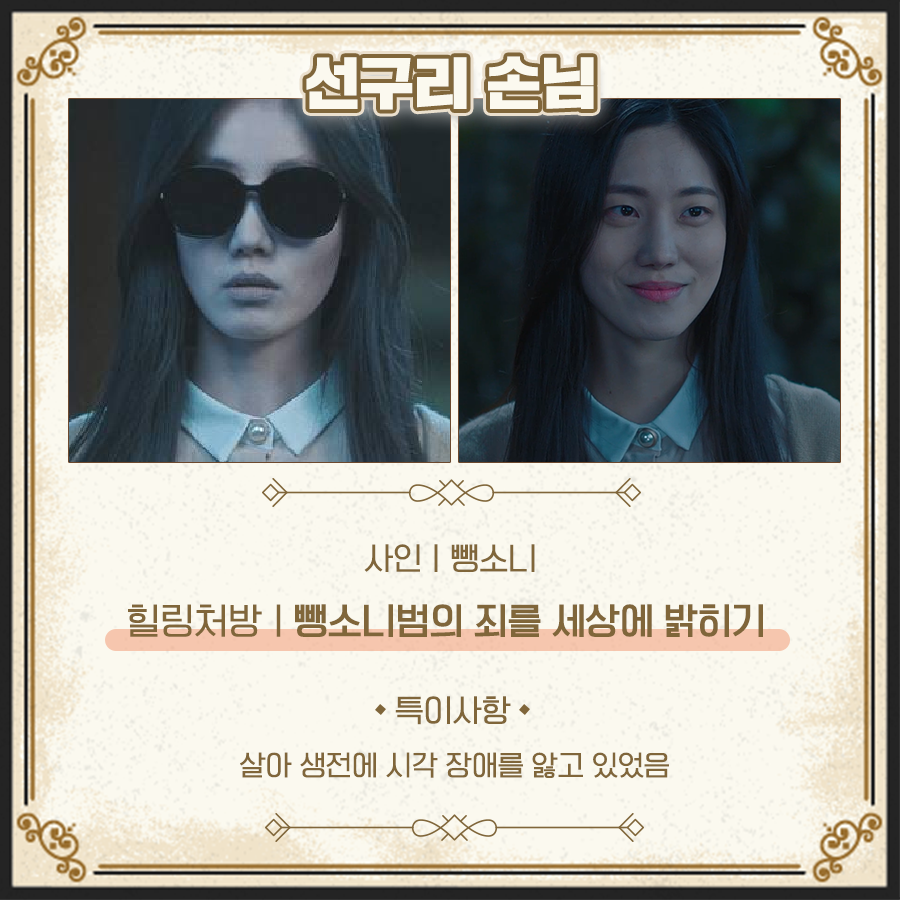 선구리 손님
사인 | 뺑소니
힐링처방 | 뺑소니범의 죄를 세상에 밝히기
• 특이사항 •
살아 생전에 시각 장애를 앓고 있었음